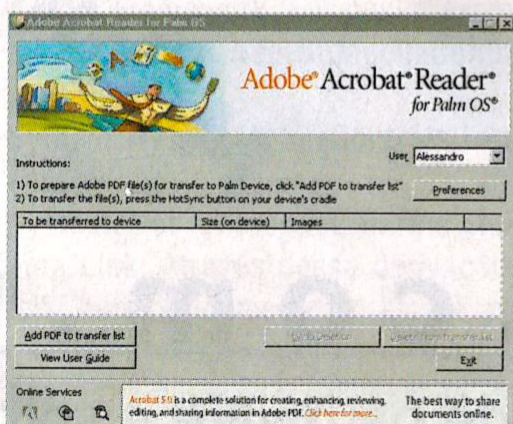 Adobe Acrobat Reader for Palm OS
Adobe® Acrobat® Reader®
for Palm OS®
User Alessandro
Instructions:
1) To prepare Adobe PDF file(s) for transfer to Palm Device, click "Add PDF to transfer list"
2) To transfer the file(s), press the HotSync button on your device's cradle
Preferences
To be transferred to device Size (on device) Images
Add PDF to transfer list
Delete from transfer list
View User Guide
Exit
Online Services
Acrobat 5.0 is a complete solution for creating, enhancing, reviewing,
editing, and sharing information in Adobe PDF. Click here for more...
The best way to share
documents online.